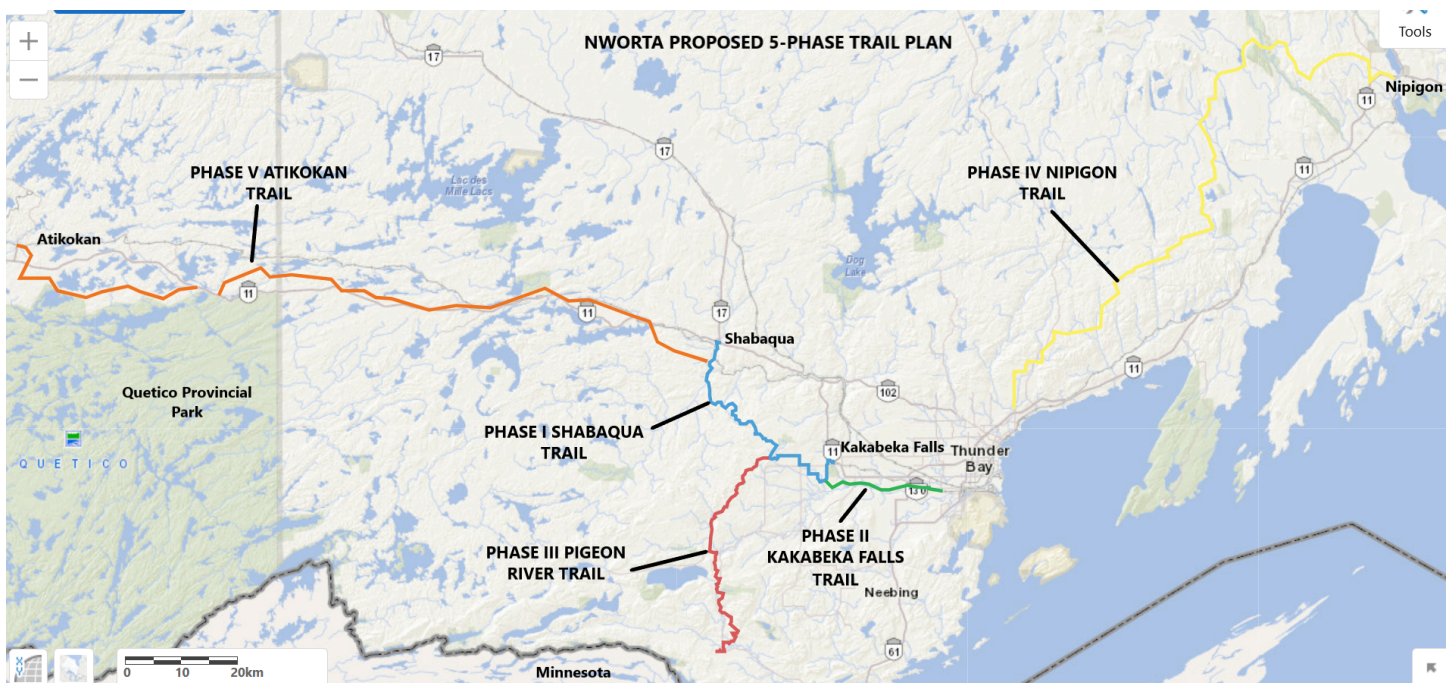 NWORTA PROPOSED 5-PHASE TRAIL PLAN
Tools
+
−
17
Nipigon
11
17
11
PHASE V ATIKOKAN
TRAIL
Lac des
Mille Lacs
PHASE IV NIPIGON
TRAIL
Atikokan
Dog
Lake
11
11
17
Shabaqua
11
102
Quetico Provincial
Park
QUETICO
PHASE I SHABAQUA
TRAIL
11
Kakabeka Falls
Thunder
Bay
130
PHASE III PIGEON
RIVER TRAIL
PHASE II
KAKABEKA FALLS
TRAIL
Neebing
61
Minnesota
0 10 20km